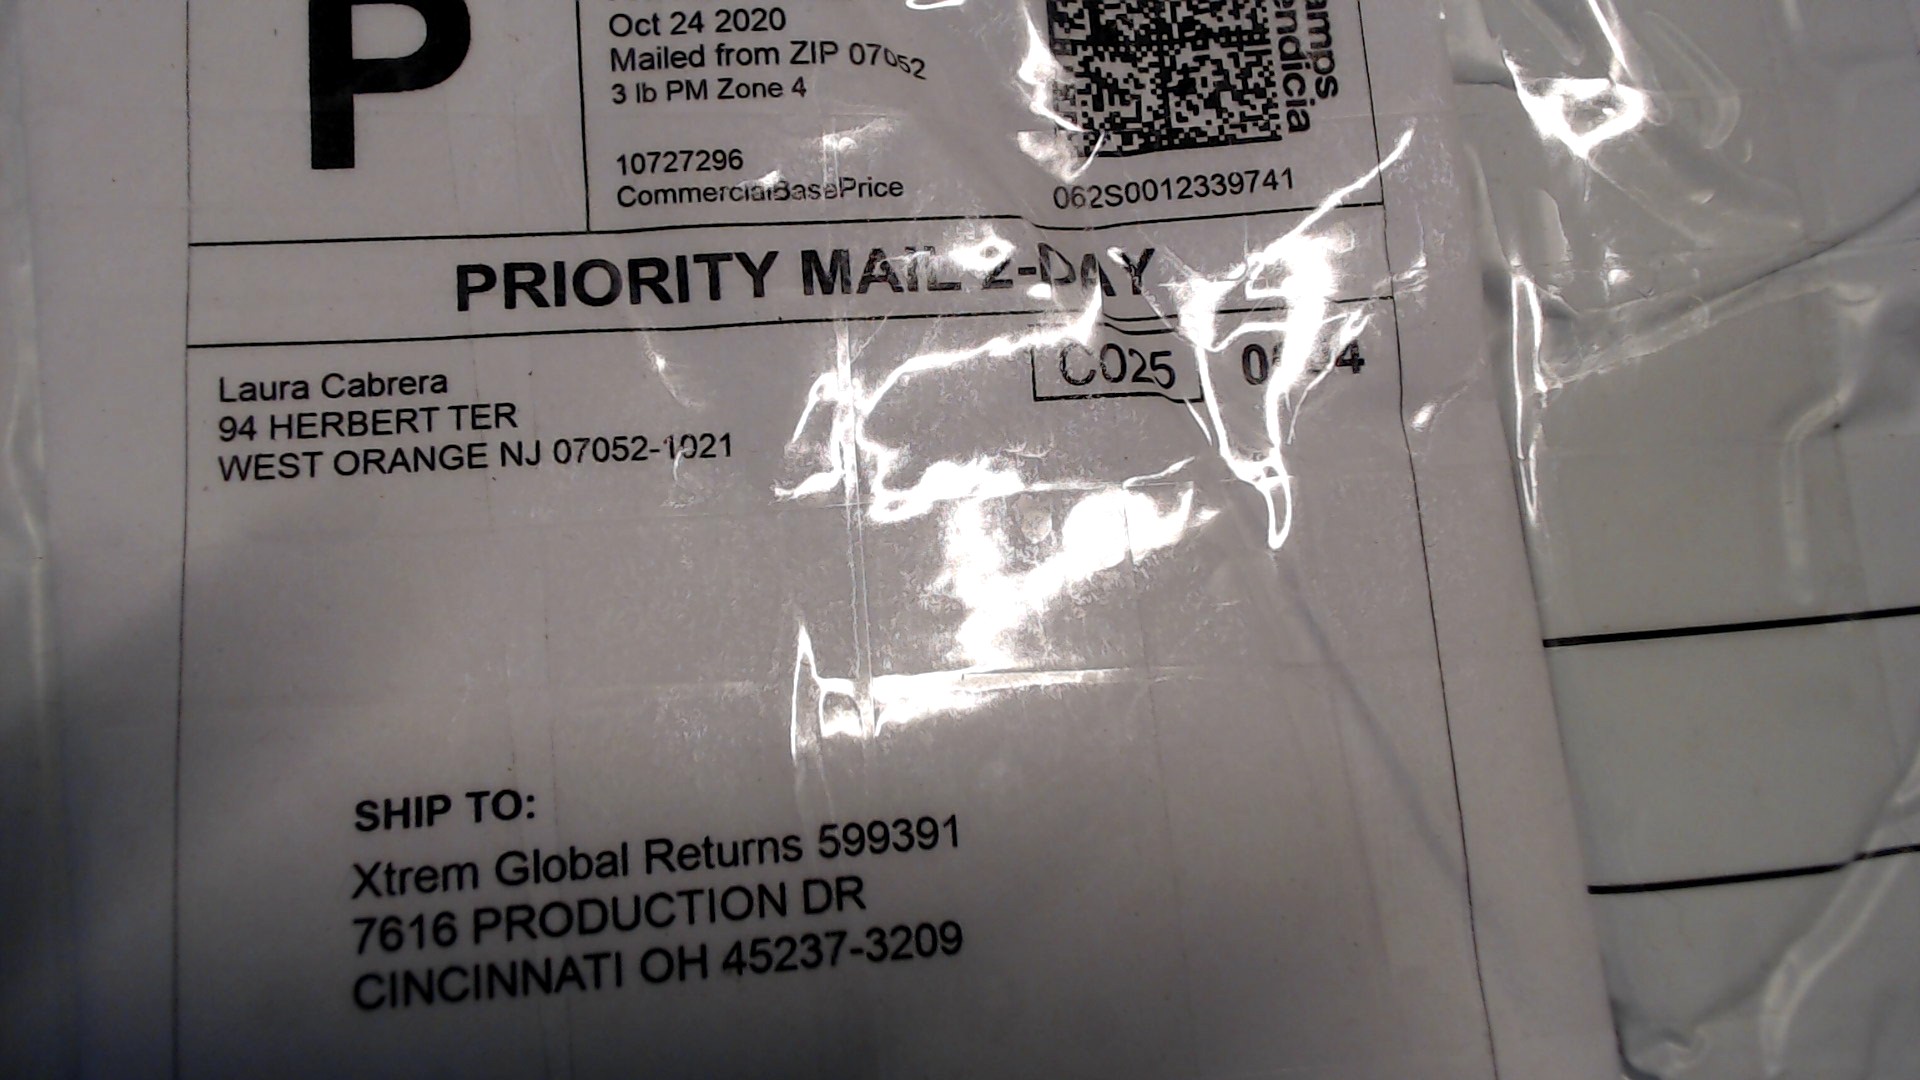 P
Oct 24 2020
Mailed from ZIP 07052
3 lb PM Zone 4
10727296
CommercialBasePrice
endicia
062S0012339741
PRIORITY MAIL 2-DAY
Laura Cabrera
94 HERBERT TER
WEST ORANGE NJ 07052-1021
C025
SHIP TO:
Xtrem Global Returns 599391
7616 PRODUCTION DR
CINCINNATI OH 45237-3209